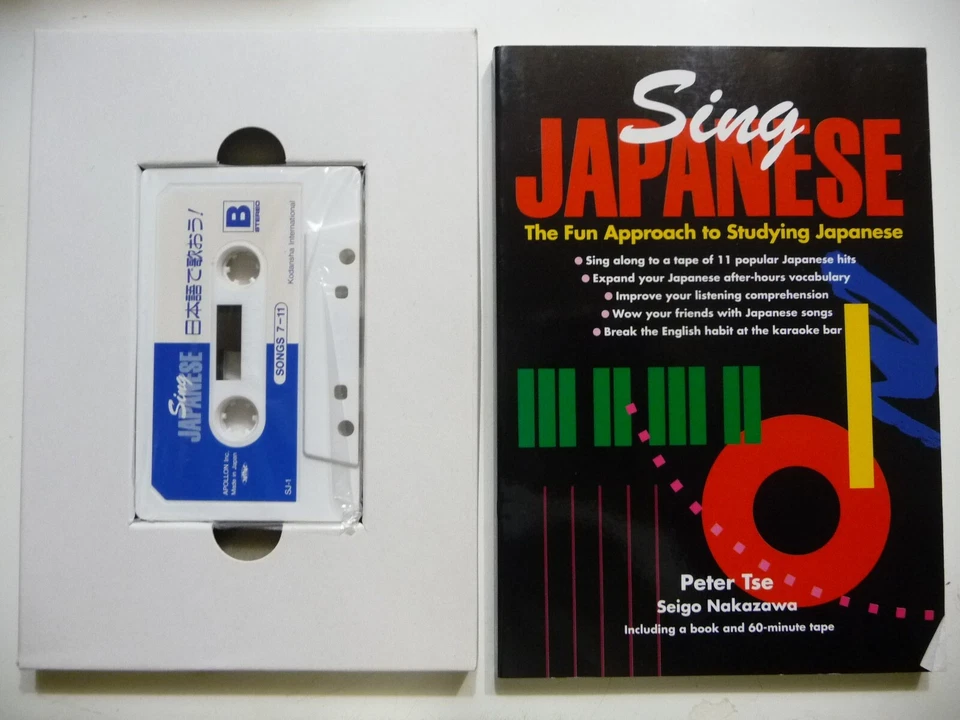 日本語で歌おう!
Sing
JAPANESE
B
STEREO
Kodansha International
SONGS 7–11
APOLLON Inc.
Made in Japan
SJ-1
Sing
JAPANESE
The Fun Approach to Studying Japanese
Sing along to a tape of 11 popular Japanese hits
Expand your Japanese after-hours vocabulary
Improve your listening comprehension
Wow your friends with Japanese songs
Break the English habit at the karaoke bar
Peter Tse
Seigo Nakazawa
Including a book and 60-minute tape